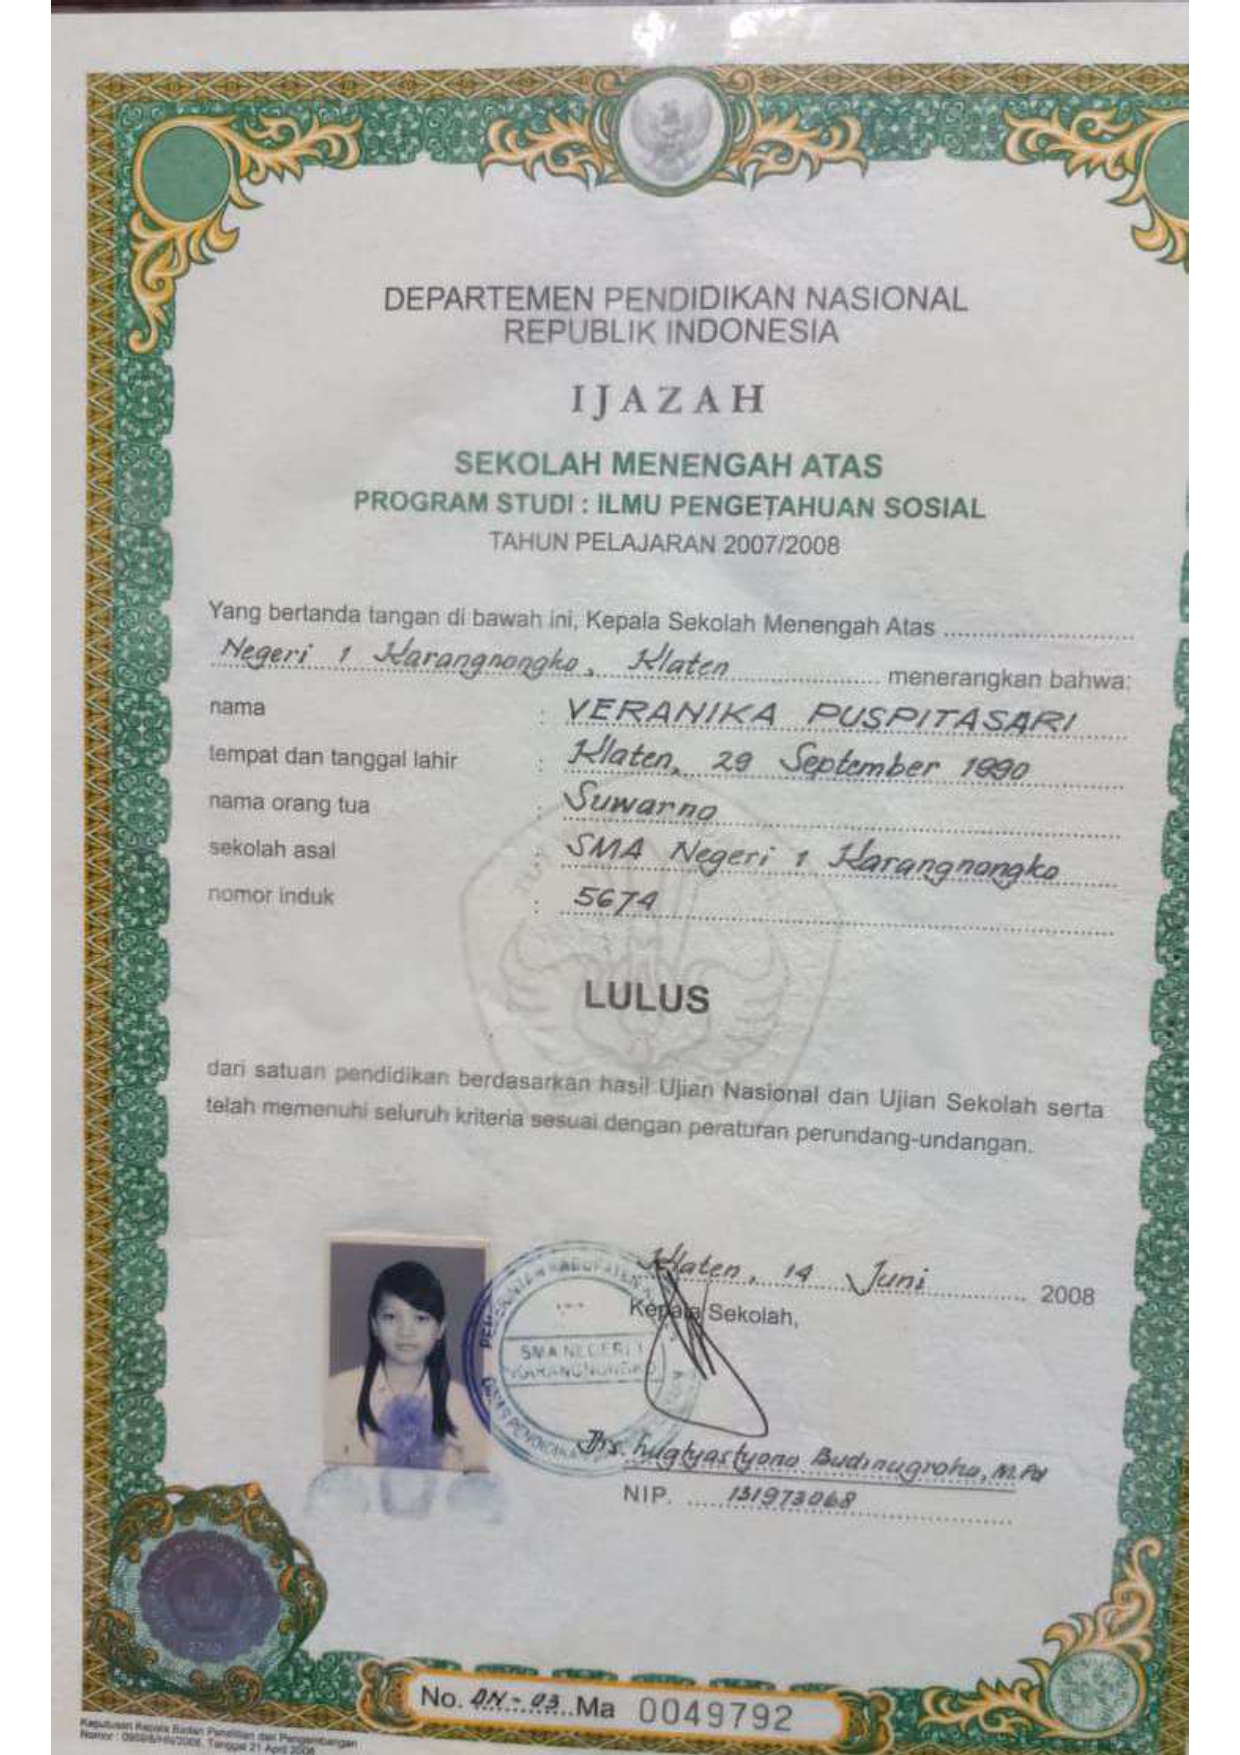 DEPARTEMEN PENDIDIKAN NASIONAL
REPUBLIK INDONESIA
IJAZAH
SEKOLAH MENENGAH ATAS
PROGRAM STUDI : ILMU PENGETAHUAN SOSIAL
TAHUN PELAJARAN 2007/2008
Yang bertanda tangan di bawah ini, Kepala Sekolah Menengah Atas ..............................
Negeri 1 Karangnongko, Klaten .................... menerangkan bahwa:
nama : VERANIKA PUSPITASARI
tempat dan tanggal lahir : Klaten, 29 September 1990
nama orang tua : Suwarno
sekolah asal : SMA Negeri 1 Karangnongko
nomor induk : 5674
LULUS
dari satuan pendidikan berdasarkan hasil Ujian Nasional dan Ujian Sekolah serta
telah memenuhi seluruh kriteria sesuai dengan peraturan perundang-undangan.
Klaten, 14 Juni .............. 2008
Kepala Sekolah,
SMA NEGERI 1
KARANGNONGKO
Drs. Budinugroho, M.Pd
NIP. 131973068
No. DN-03 Ma 0049792
Keputusan Kepala Badan Penelitian dan Pengembangan
Nomor : Tanggal 21 April 2008